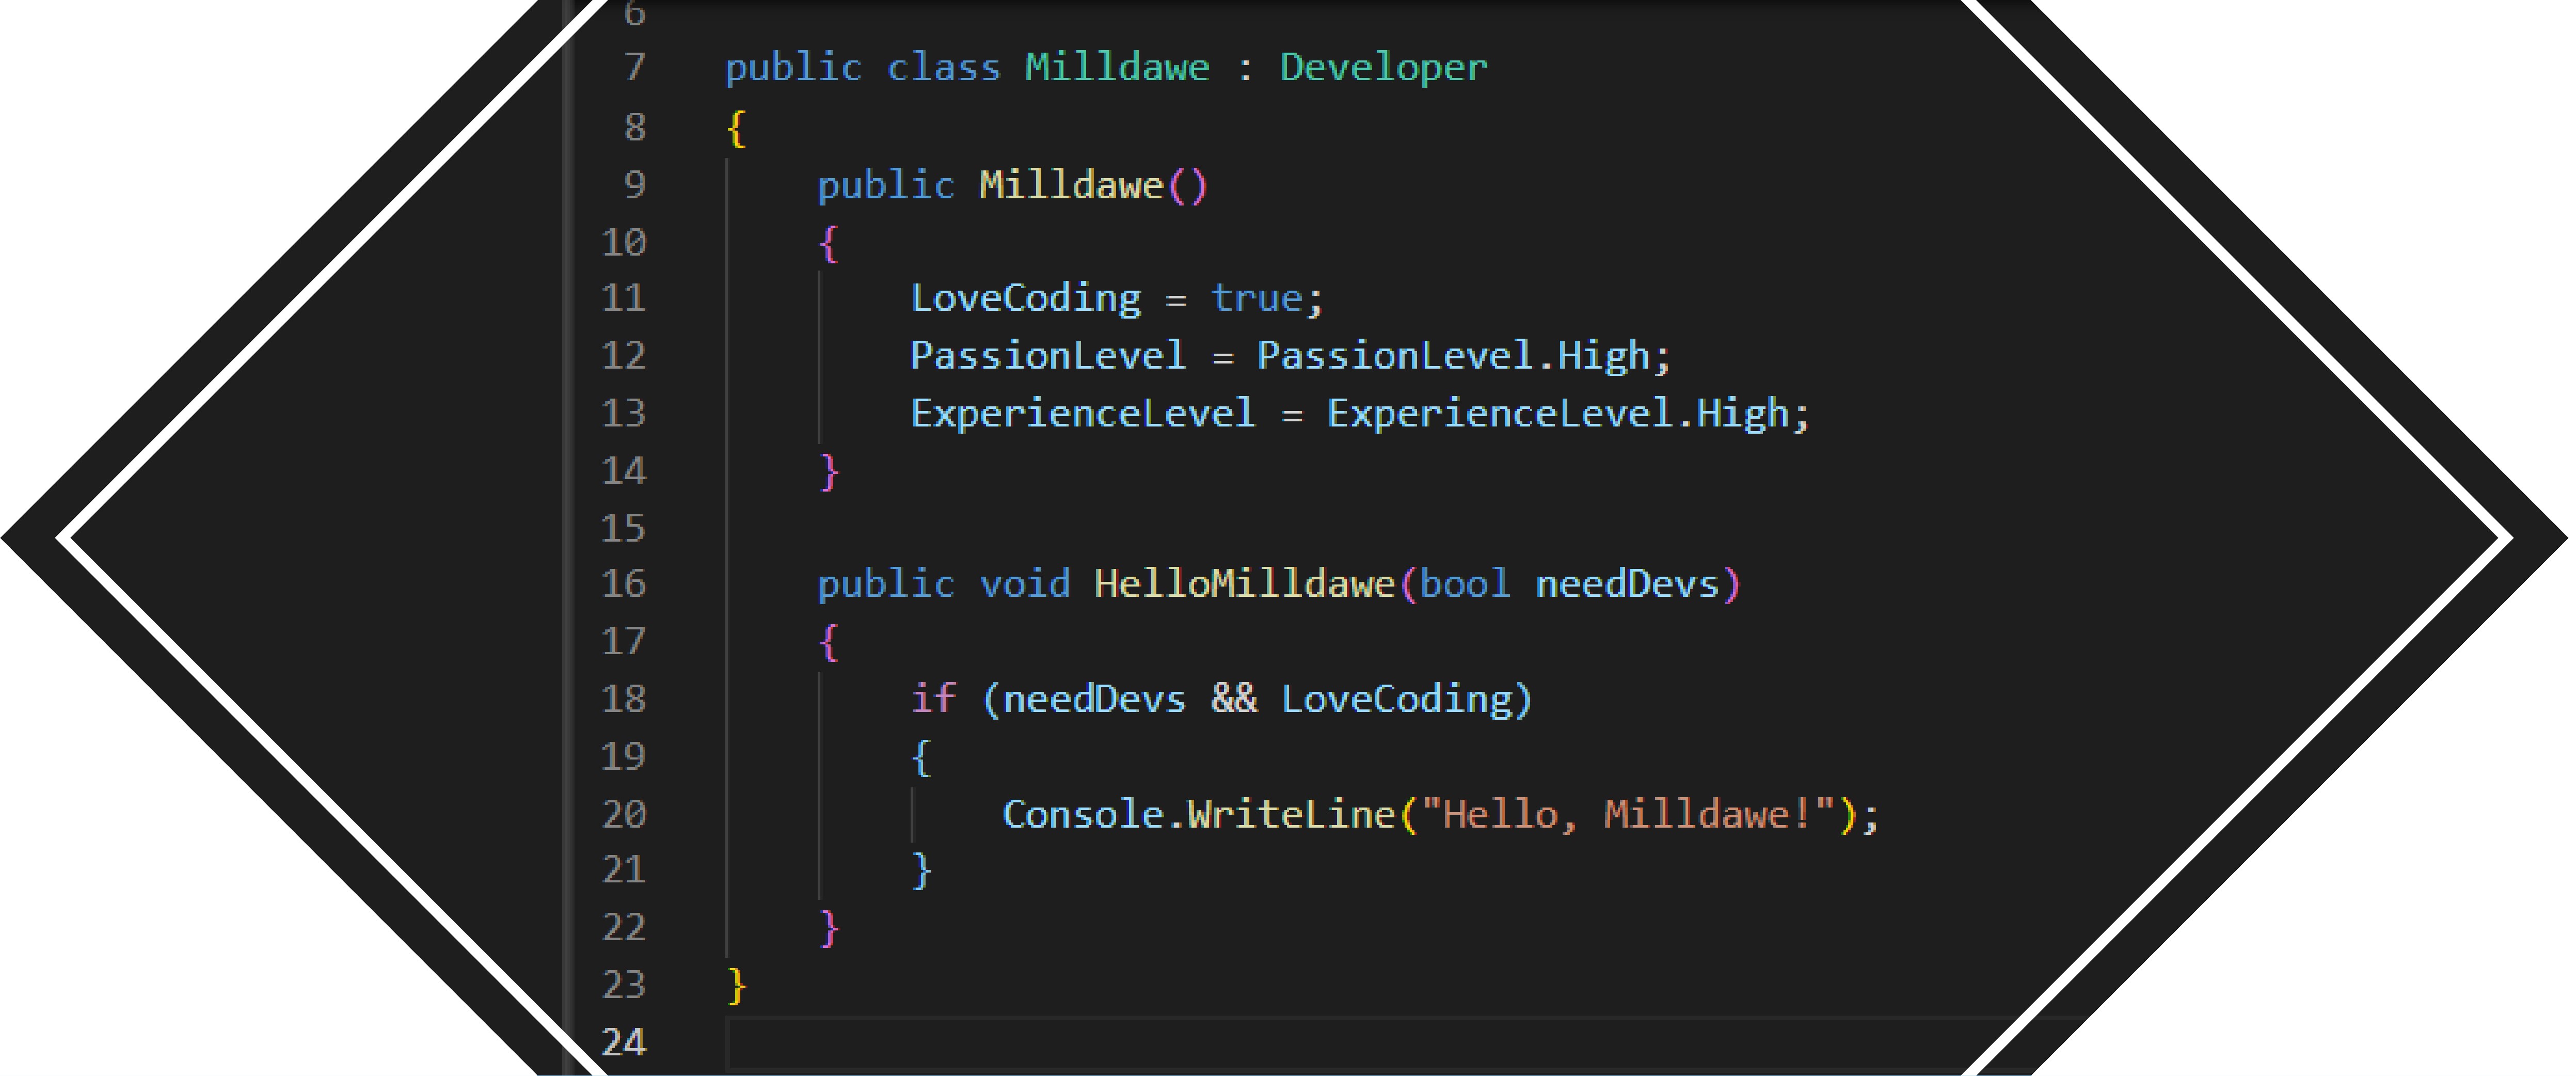 6
7 public class Milldawe : Developer
8 {
9 public Milldawe()
10 {
11 LoveCoding = true;
12 PassionLevel = PassionLevel.High;
13 ExperienceLevel = ExperienceLevel.High;
14 }
15
16 public void HelloMilldawe(bool needDevs)
17 {
18 if (needDevs && LoveCoding)
19 {
20 Console.WriteLine("Hello, Milldawe!");
21 }
22 }
23 }
24